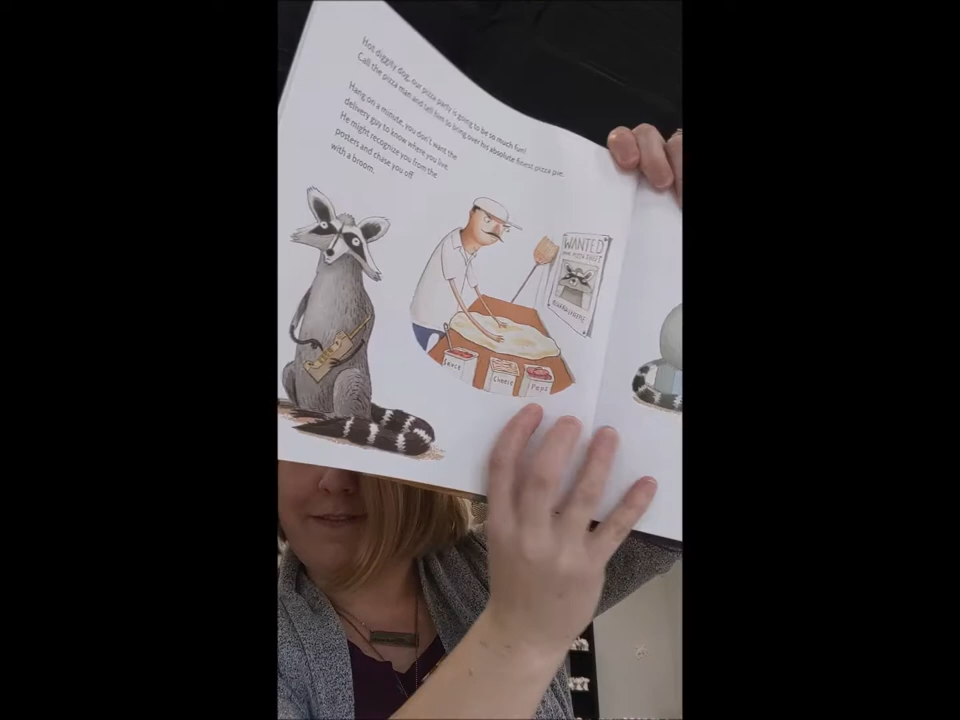 Hot diggity dog, our pizza party is going to be so much fun!
Call the pizza man and tell him to bring over his absolute finest pizza pie.
Hang on a minute, you don't want the
delivery guy to know where you live.
He might recognize you from the
posters and chase you off
with a broom.
WANTED
Sauce
Cheese